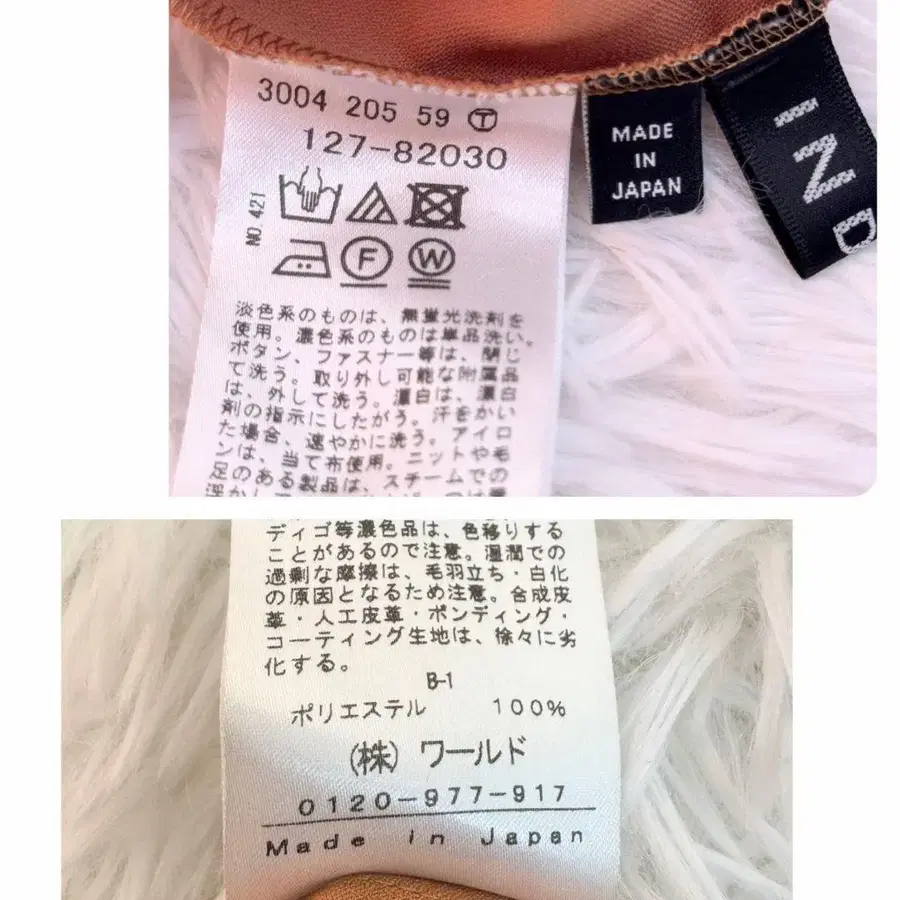 3004 205 59 Ⓣ
127-82030
NO.421
F W
MADE
IN
JAPAN
IND
淡色系のものは、無蛍光洗剤を
使用。濃色系のものは単品洗い。
ボタン、ファスナー等は、閉じ
て洗う。取り外し可能な附属品
は、外して洗う。漂白は、漂白
剤の指示にしたがう。汗をかい
た場合、速やかに洗う。アイロ
ンは、当て布使用。ニットや毛
足のある製品は、スチームでの
浮かし
ディゴ等濃色品は、色移りする
ことがあるので注意。湿潤での
過剰な摩擦は、毛羽立ち・白化
の原因となるため注意。合成皮
革・人工皮革・ボンディング・
コーティング生地は、徐々に劣
化する。
B-1
ポリエステル 100%
(株) ワールド
0120-977-917
Made in Japan